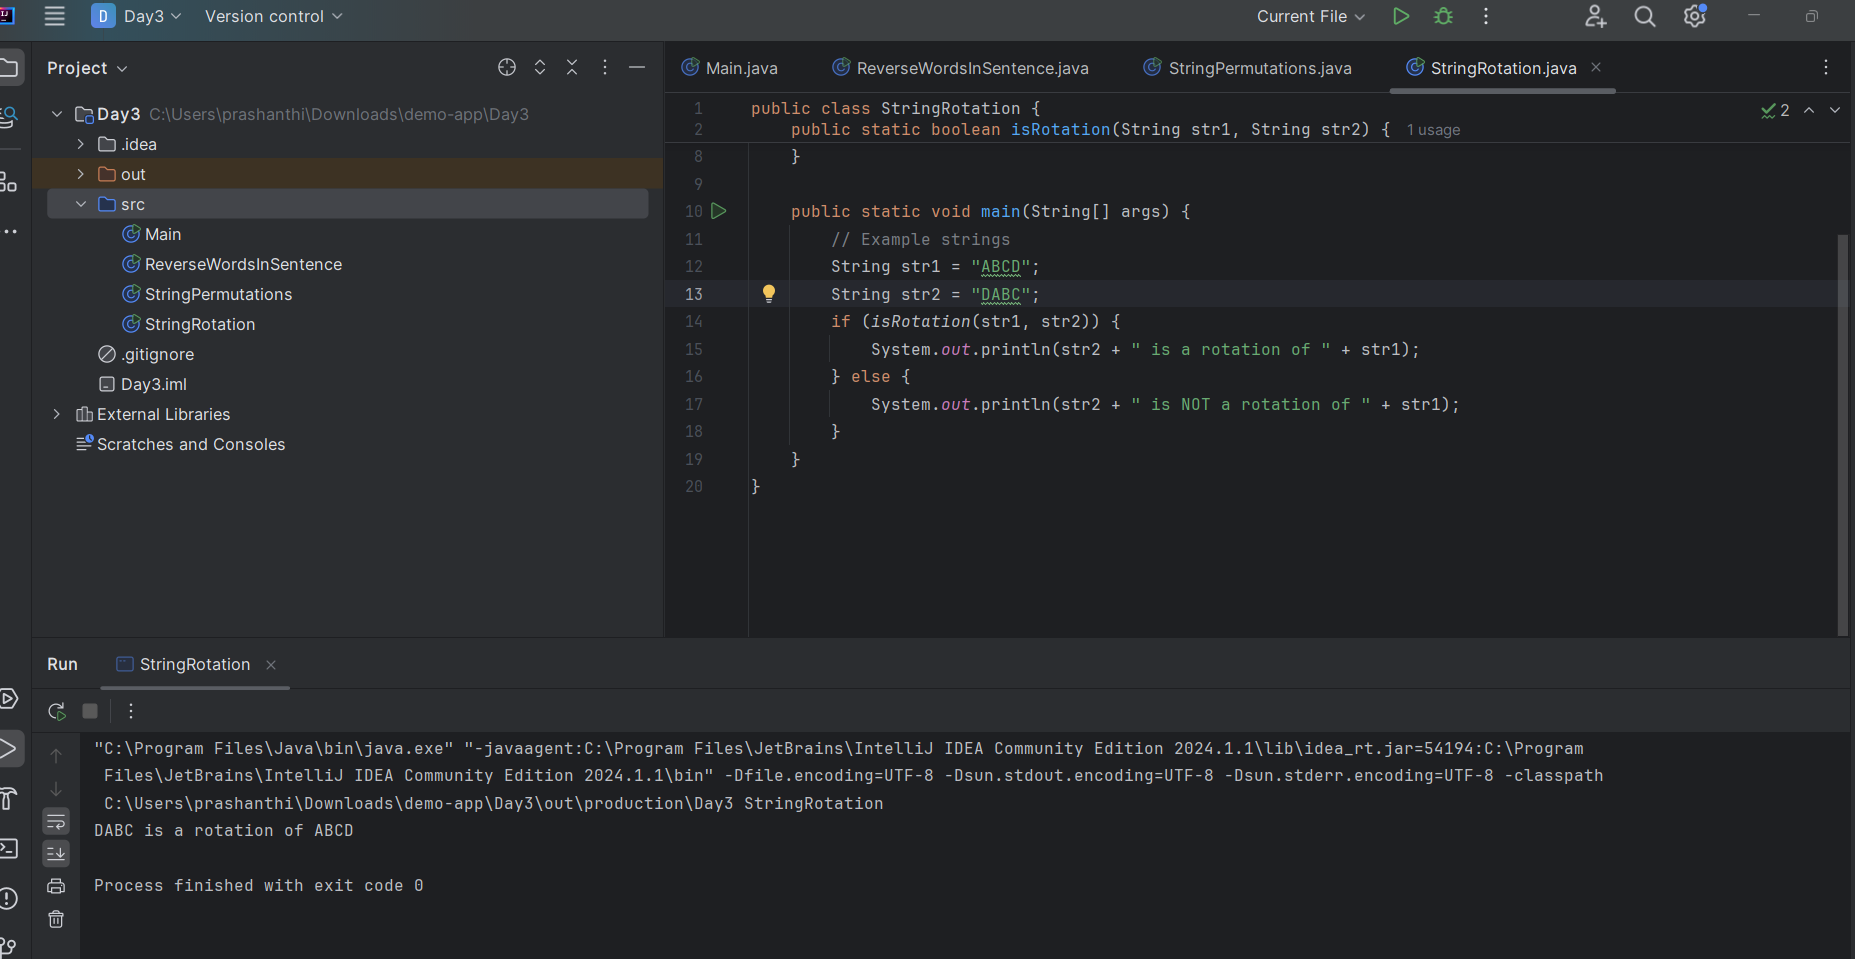 D Day3 Version control Current File
Project
Main.java ReverseWordsInSentence.java StringPermutations.java StringRotation.java
Day3 C:\Users\prashanthi\Downloads\demo-app\Day3
.idea
out
src
Main
ReverseWordsInSentence
StringPermutations
StringRotation
.gitignore
Day3.iml
External Libraries
Scratches and Consoles
1 public class StringRotation {
2 public static boolean isRotation(String str1, String str2) { 1 usage
2
8 }
9
10 public static void main(String[] args) {
11 // Example strings
12 String str1 = "ABCD";
13 String str2 = "DABC";
14 if (isRotation(str1, str2)) {
15 System.out.println(str2 + " is a rotation of " + str1);
16 } else {
17 System.out.println(str2 + " is NOT a rotation of " + str1);
18 }
19 }
20 }
Run StringRotation
"C:\Program Files\Java\bin\java.exe" "-javaagent:C:\Program Files\JetBrains\IntelliJ IDEA Community Edition 2024.1.1\lib\idea_rt.jar=54194:C:\Program
Files\JetBrains\IntelliJ IDEA Community Edition 2024.1.1\bin" -Dfile.encoding=UTF-8 -Dsun.stdout.encoding=UTF-8 -Dsun.stderr.encoding=UTF-8 -classpath
C:\Users\prashanthi\Downloads\demo-app\Day3\out\production\Day3 StringRotation
DABC is a rotation of ABCD
Process finished with exit code 0